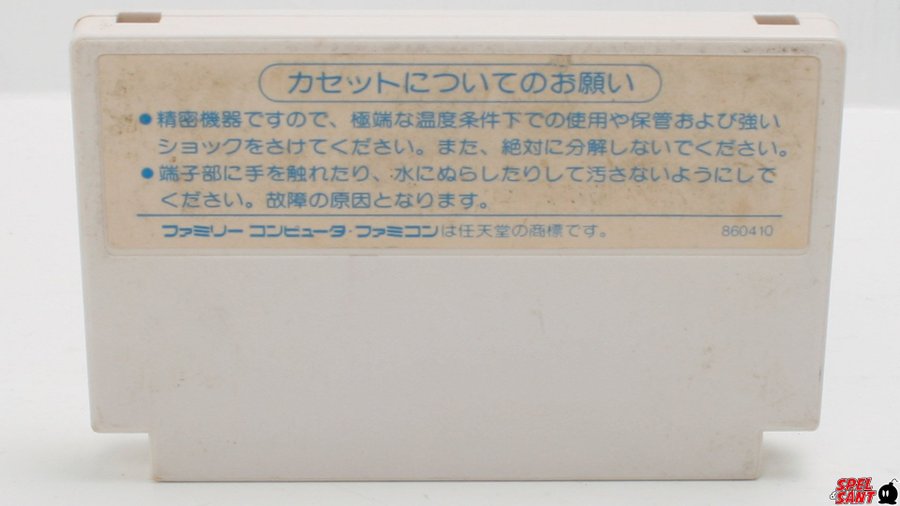 カセットについてのお願い
●精密機器ですので、極端な温度条件下での使用や保管および強い
ショックをさけてください。また、絶対に分解しないでください。
●端子部に手を触れたり、水にぬらしたりして汚さないようにして
ください。故障の原因となります。
ファミリー コンピュータ・ファミコンは任天堂の商標です。 860410
SPEL
SANT